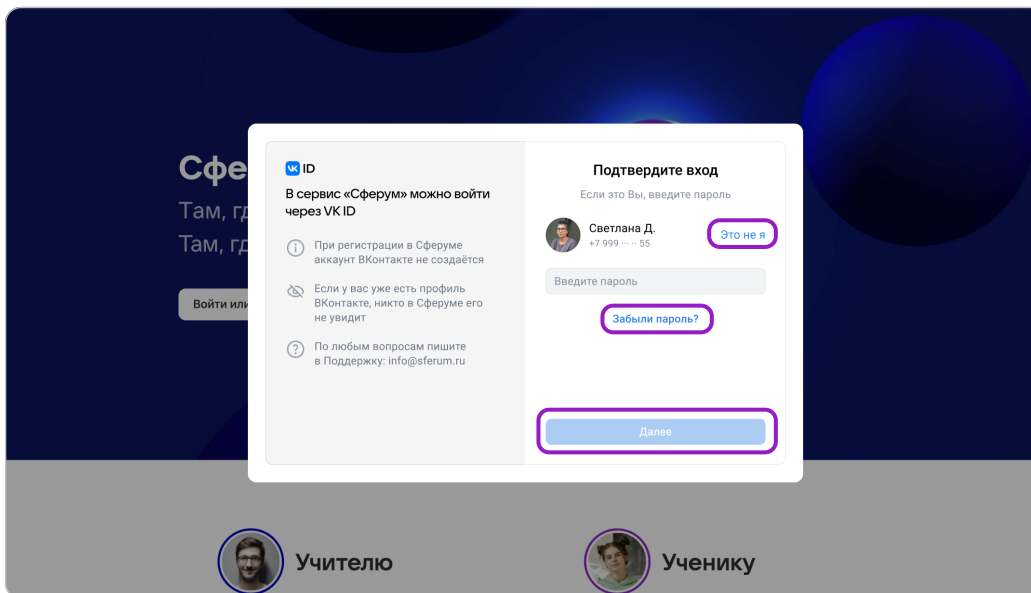 Сфе
Там, гд
Там, гд
Войти или
VK ID
В сервис «Сферум» можно войти
через VK ID
При регистрации в Сферуме
аккаунт ВКонтакте не создаётся
Если у вас уже есть профиль
ВКонтакте, никто в Сферуме его
не увидит
По любым вопросам пишите
в Поддержку: info@sferum.ru
Подтвердите вход
Если это Вы, введите пароль
Светлана Д.
+7 999 ··· ·· 55
Это не я
Введите пароль
Забыли пароль?
Далее
Учителю
Ученику